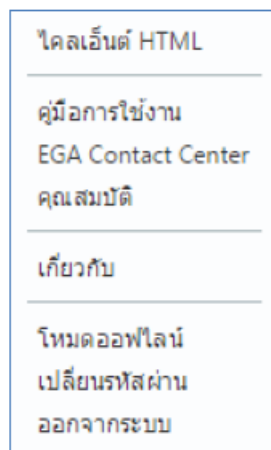 ไคลเอ็นต์ HTML
คู่มือการใช้งาน
EGA Contact Center
คุณสมบัติ
เกี่ยวกับ
โหมดออฟไลน์
เปลี่ยนรหัสผ่าน
ออกจากระบบ